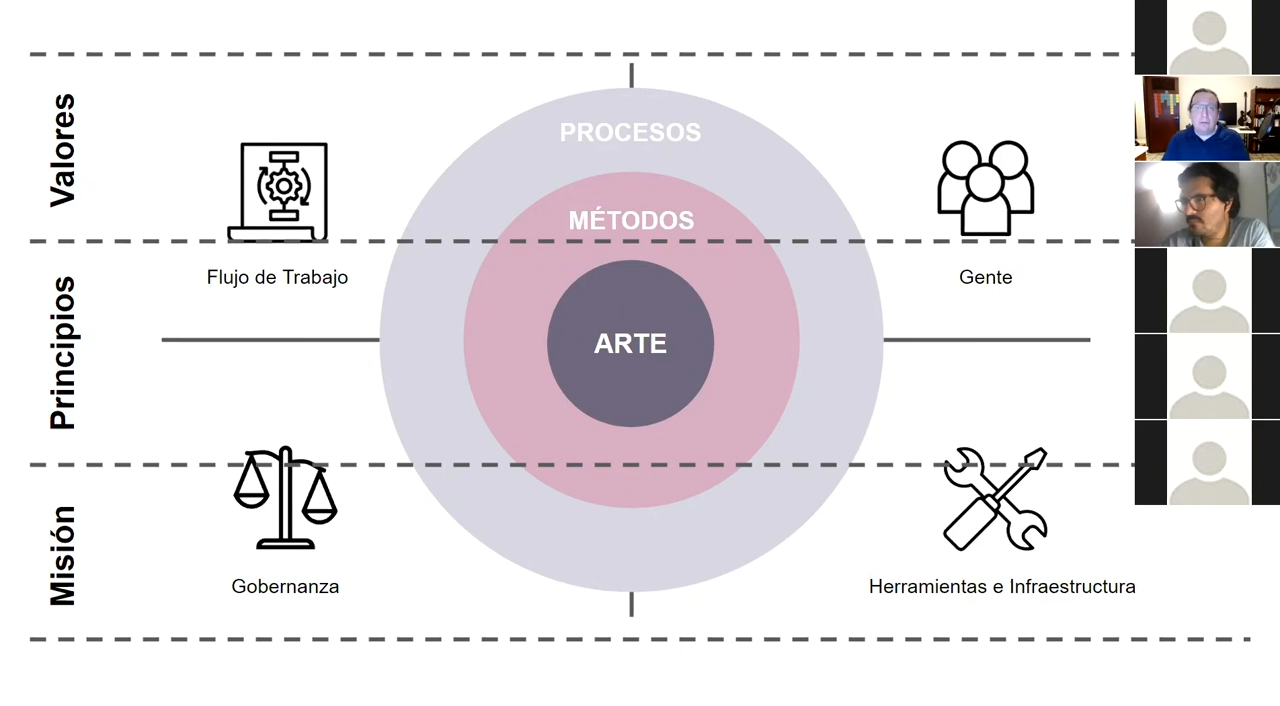 Valores
PROCESOS
MÉTODOS
Flujo de Trabajo
Gente
Principios
ARTE
Misión
Gobernanza
Herramientas e Infraestructura